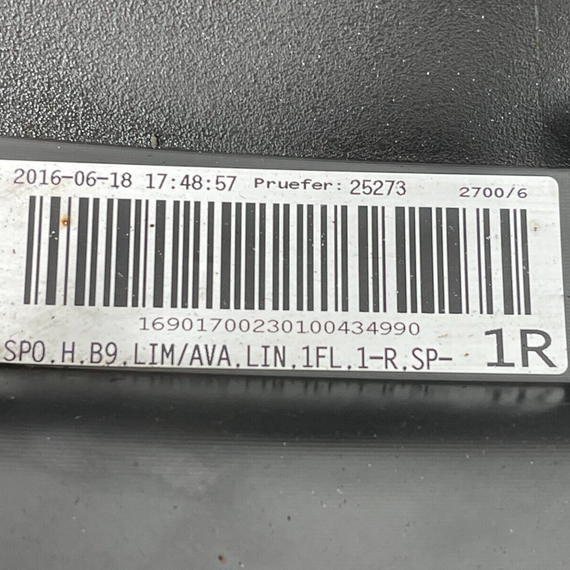 2016-06-18 17:48:57 Pruefer: 25273 2700/6
16901700230100434990
SPO.H.B9.LIM/AVA.LIN.1FL.1-R.SP- 1R